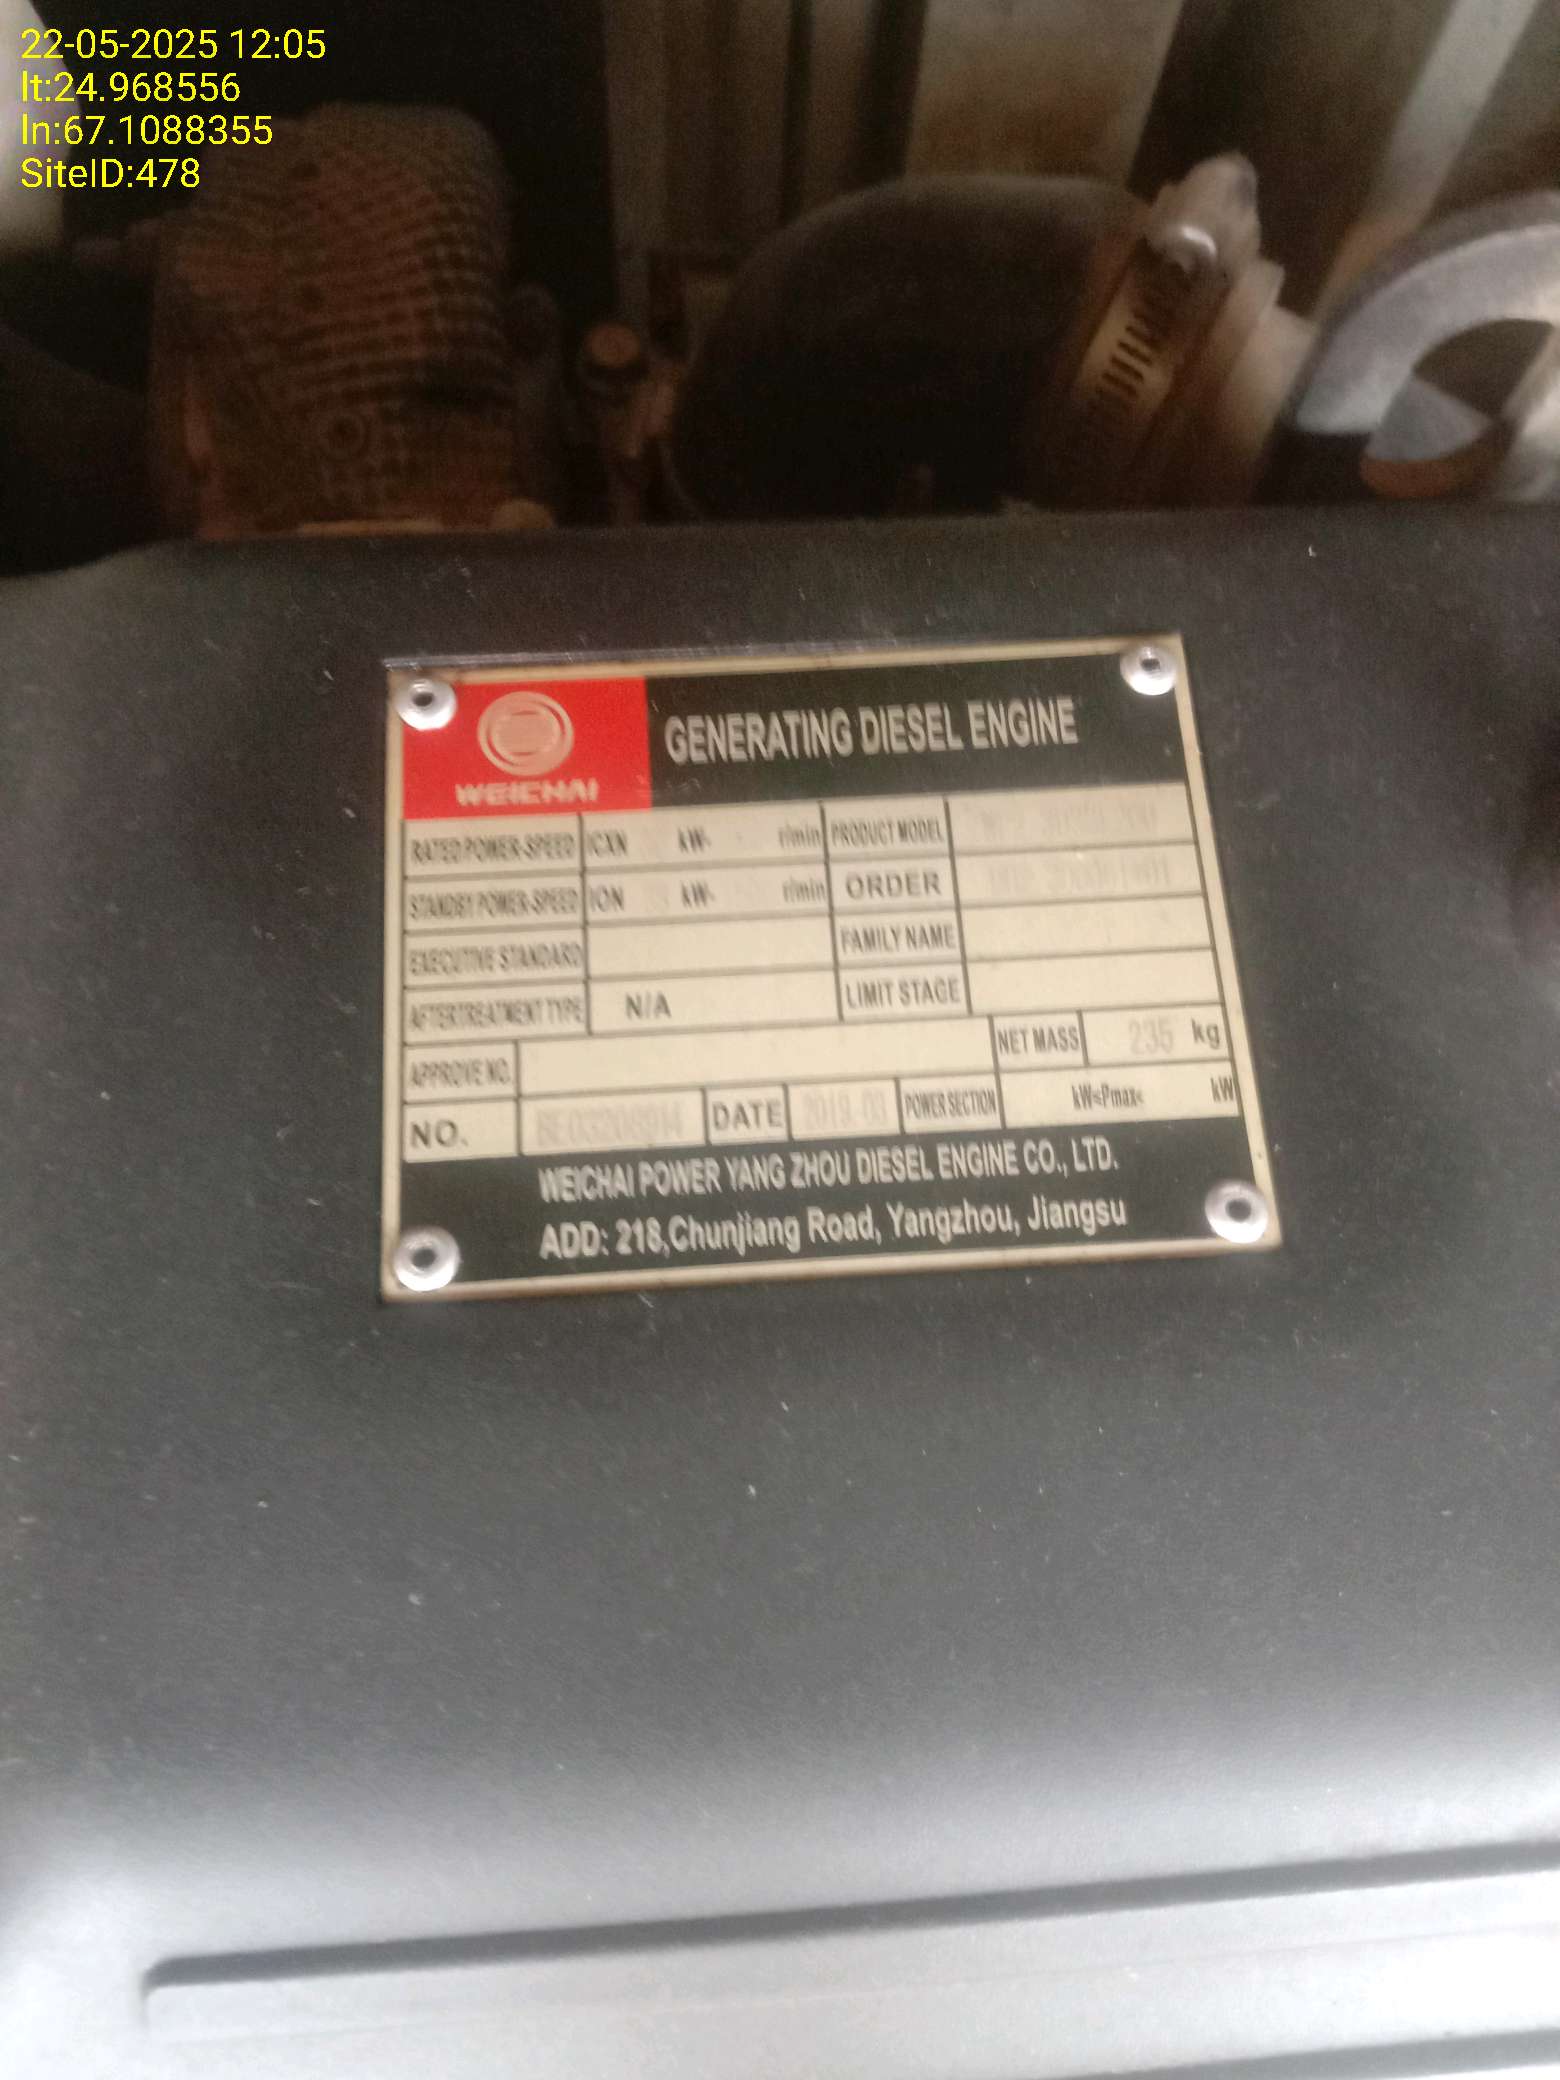 22-05-2025 12:05
lt:24.968556
ln:67.1088355
SiteID:478
WEICHAI
GENERATING DIESEL ENGINE
RATED POWER-SPEED ICXN kW- r/min PRODUCT MODEL
STANDBY POWER-SPEED ION kW- r/min ORDER
EXECUTIVE STANDARD FAMILY NAME
AFTERTREATMENT TYPE N/A LIMIT STAGE
APPROVE NO. NET MASS 235 kg
NO. DATE 2019.03 POWER SECTION kW<Pmax< kW
WEICHAI POWER YANG ZHOU DIESEL ENGINE CO., LTD.
ADD: 218,Chunjiang Road, Yangzhou, Jiangsu